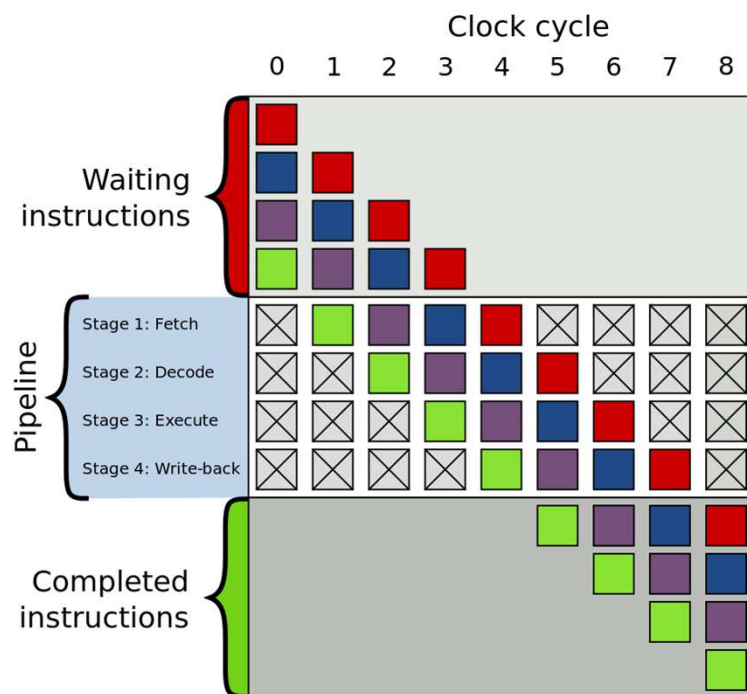 Clock cycle
0 1 2 3 4 5 6 7 8
Waiting
instructions
Pipeline
Stage 1: Fetch
Stage 2: Decode
Stage 3: Execute
Stage 4: Write-back
Completed
instructions